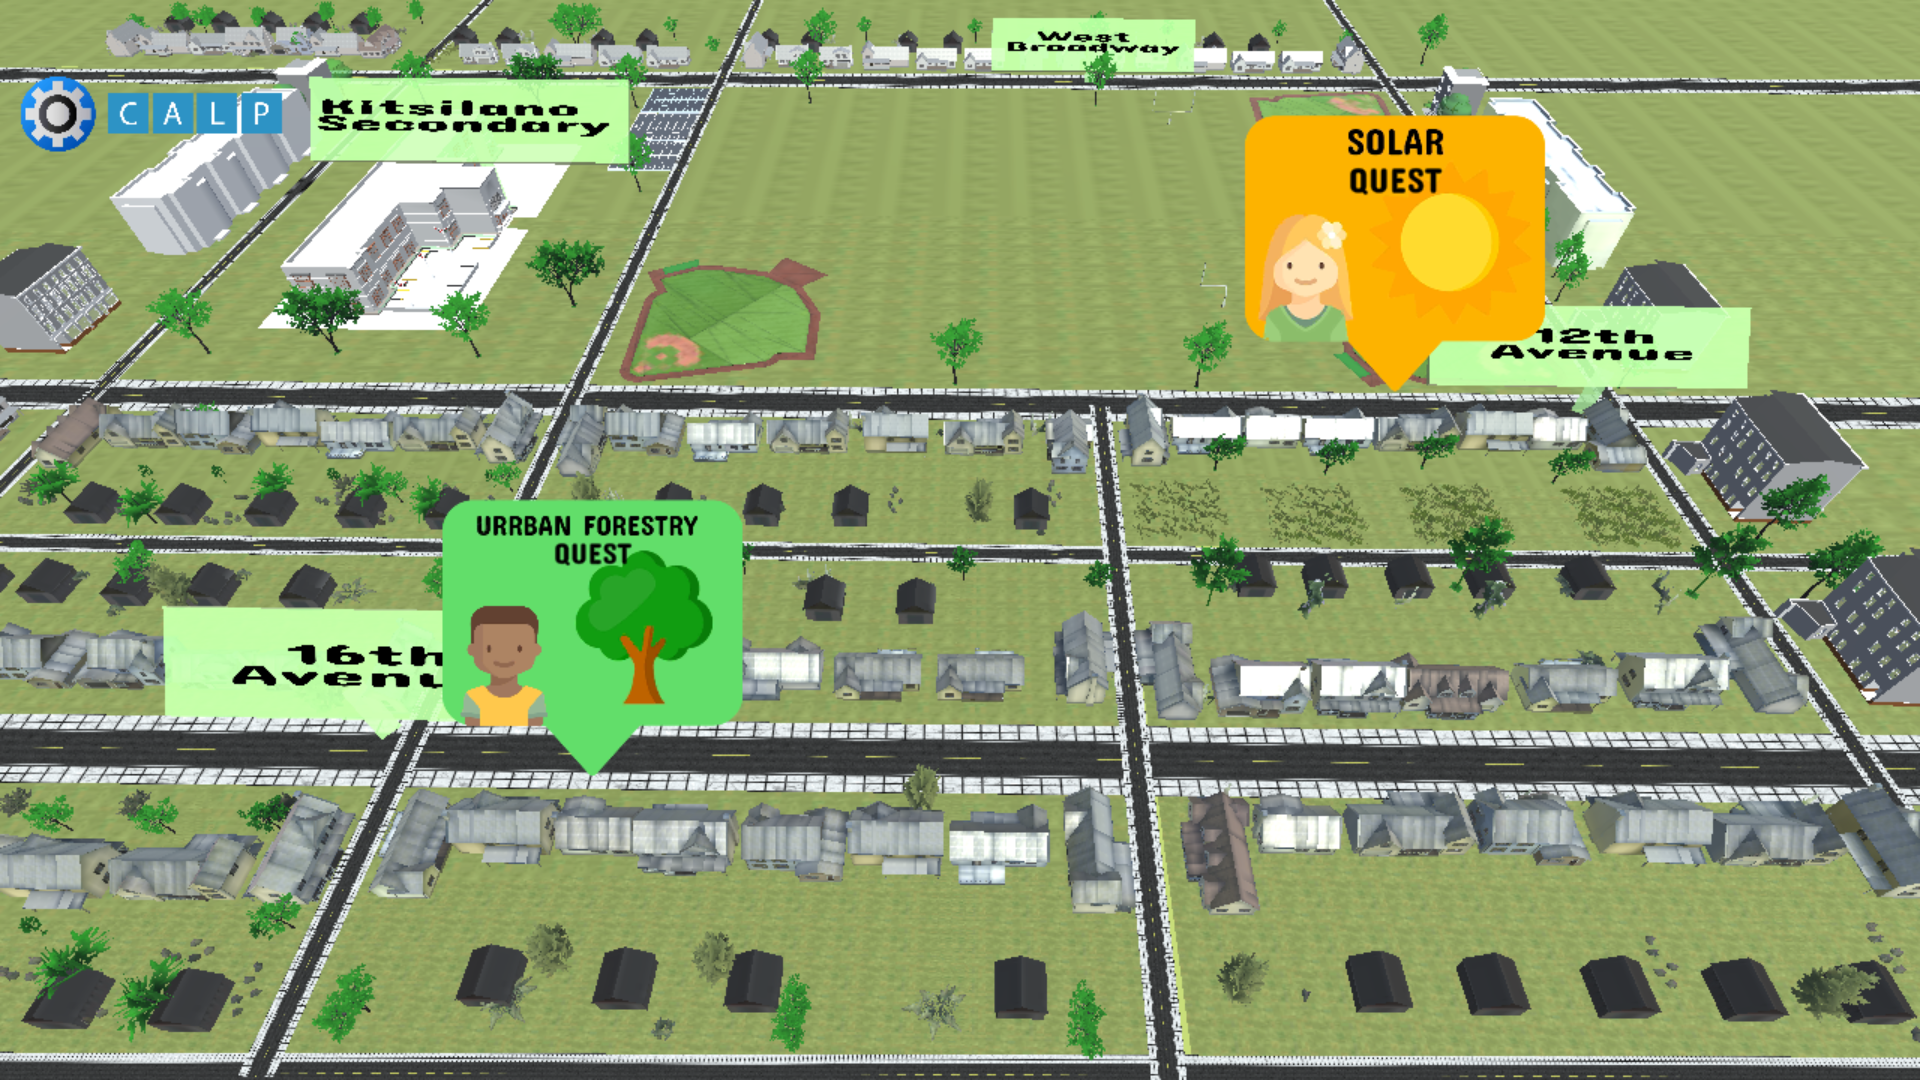 West
Broadway
CALP
Kitsilano
Secondary
SOLAR
QUEST
12th
Avenue
URRBAN FORESTRY
QUEST
16th
Avenu